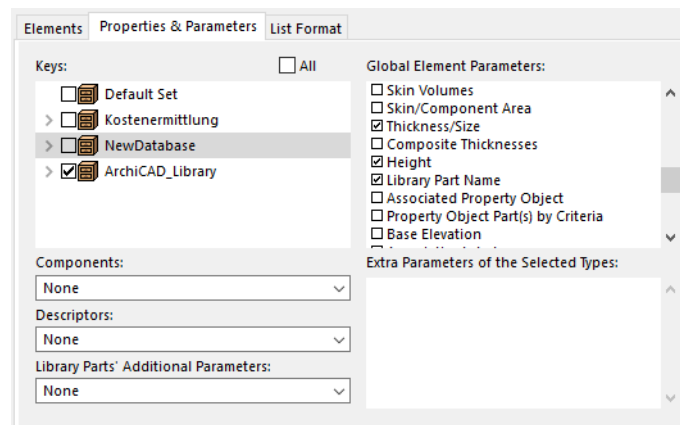 Elements Properties & Parameters List Format
Keys:
All
Default Set
Kostenermittlung
NewDatabase
ArchiCAD_Library
Components:
None
Descriptors:
None
Library Parts' Additional Parameters:
None
Global Element Parameters:
Skin Volumes
Skin/Component Area
Thickness/Size
Composite Thicknesses
Height
Library Part Name
Associated Property Object
Property Object Part(s) by Criteria
Base Elevation
Extra Parameters of the Selected Types: